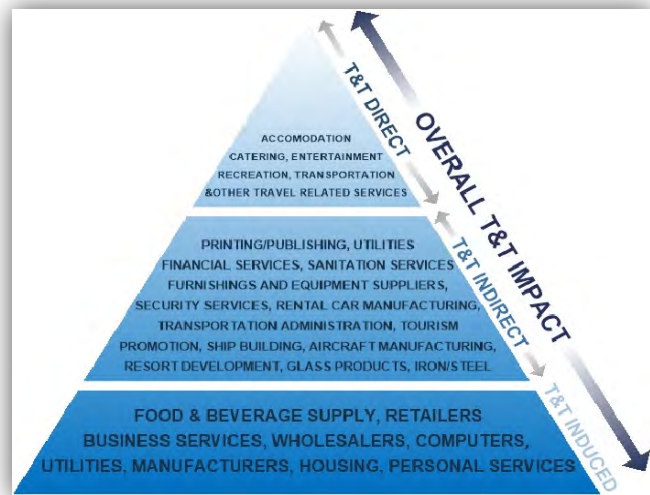 ACCOMODATION
CATERING, ENTERTAINMENT
RECREATION, TRANSPORTATION
&OTHER TRAVEL RELATED SERVICES
PRINTING/PUBLISHING, UTILITIES
FINANCIAL SERVICES, SANITATION SERVICES
FURNISHINGS AND EQUIPMENT SUPPLIERS,
SECURITY SERVICES, RENTAL CAR MANUFACTURING,
TRANSPORTATION ADMINISTRATION, TOURISM
PROMOTION, SHIP BUILDING, AIRCRAFT MANUFACTURING,
RESORT DEVELOPMENT, GLASS PRODUCTS, IRON/STEEL
FOOD & BEVERAGE SUPPLY, RETAILERS
BUSINESS SERVICES, WHOLESALERS, COMPUTERS,
UTILITIES, MANUFACTURERS, HOUSING, PERSONAL SERVICES
T&T DIRECT
T&T INDIRECT
T&T INDUCED
OVERALL T&T IMPACT